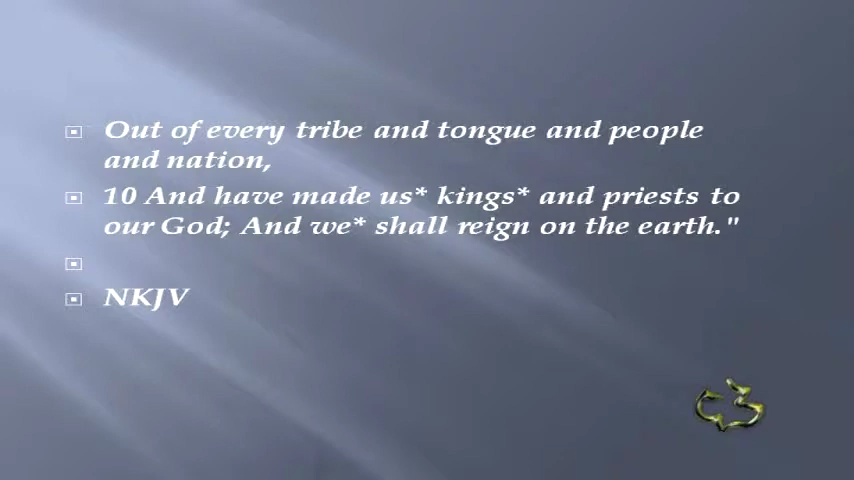 Out of every tribe and tongue and people
and nation,
10 And have made us* kings* and priests to
our God; And we* shall reign on the earth."
NKJV
C3